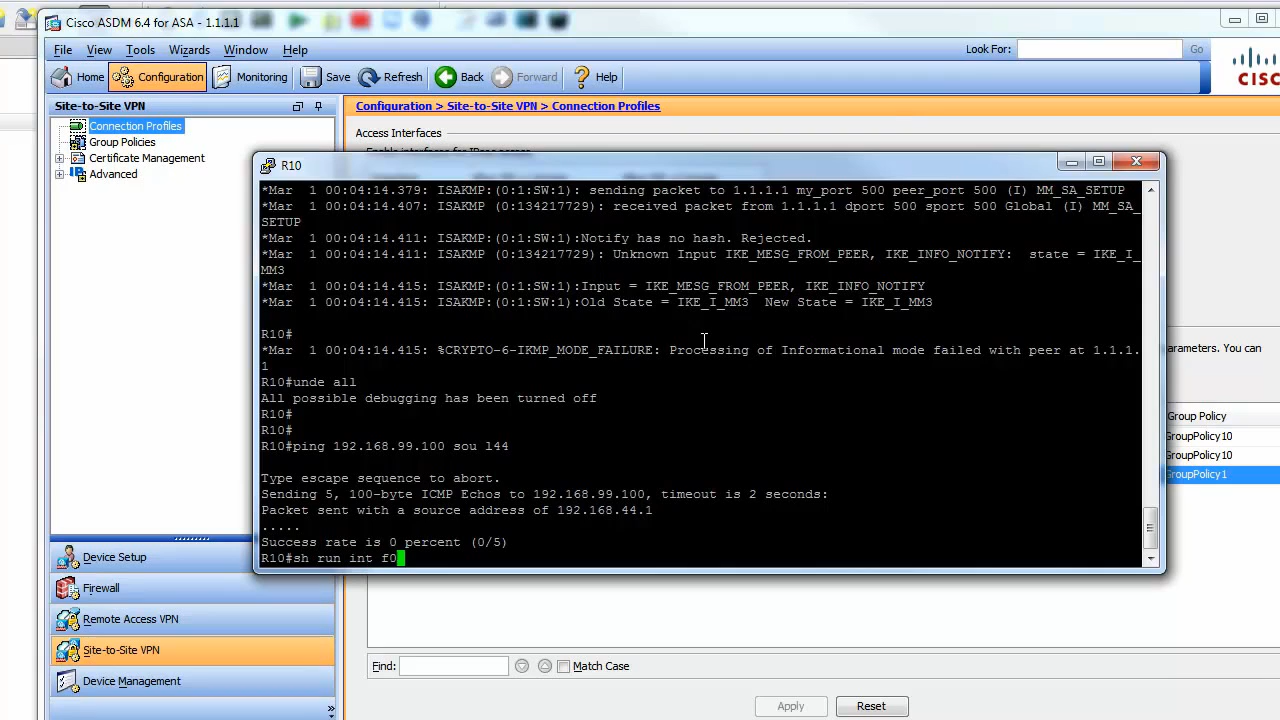 Cisco ASDM 6.4 for ASA - 1.1.1.1
File View Tools Wizards Window Help Look For: Go
Home Configuration Monitoring Save Refresh Back Forward Help
CISC
Site-to-Site VPN
Connection Profiles
Group Policies
Certificate Management
Advanced
Configuration > Site-to-Site VPN > Connection Profiles
Access Interfaces
R10
*Mar  1 00:04:14.379: ISAKMP:(0:1:SW:1): sending packet to 1.1.1.1 my_port 500 peer_port 500 (I) MM_SA_SETUP
*Mar  1 00:04:14.407: ISAKMP:(0:134217729): received packet from 1.1.1.1 dport 500 sport 500 Global (I) MM_SA_
SETUP
*Mar  1 00:04:14.411: ISAKMP:(0:1:SW:1):Notify has no hash. Rejected.
*Mar  1 00:04:14.411: ISAKMP:(0:134217729): Unknown Input IKE_MESG_FROM_PEER, IKE_INFO_NOTIFY:  state = IKE_I_
MM3
*Mar  1 00:04:14.415: ISAKMP:(0:1:SW:1):Input = IKE_MESG_FROM_PEER, IKE_INFO_NOTIFY
*Mar  1 00:04:14.415: ISAKMP:(0:1:SW:1):Old State = IKE_I_MM3  New State = IKE_I_MM3
R10#
*Mar  1 00:04:14.415: %CRYPTO-6-IKMP_MODE_FAILURE: Processing of Informational mode failed with peer at 1.1.1.
1
R10#unde all
All possible debugging has been turned off
R10#
R10#
R10#ping 192.168.99.100 sou l44
Type escape sequence to abort.
Sending 5, 100-byte ICMP Echos to 192.168.99.100, timeout is 2 seconds:
Packet sent with a source address of 192.168.44.1
.....
Success rate is 0 percent (0/5)
R10#sh run int f0
arameters. You can
Group Policy
GroupPolicy10
GroupPolicy10
GroupPolicy1
Device Setup
Firewall
Remote Access VPN
Site-to-Site VPN
Device Management
Find: Match Case
Apply Reset